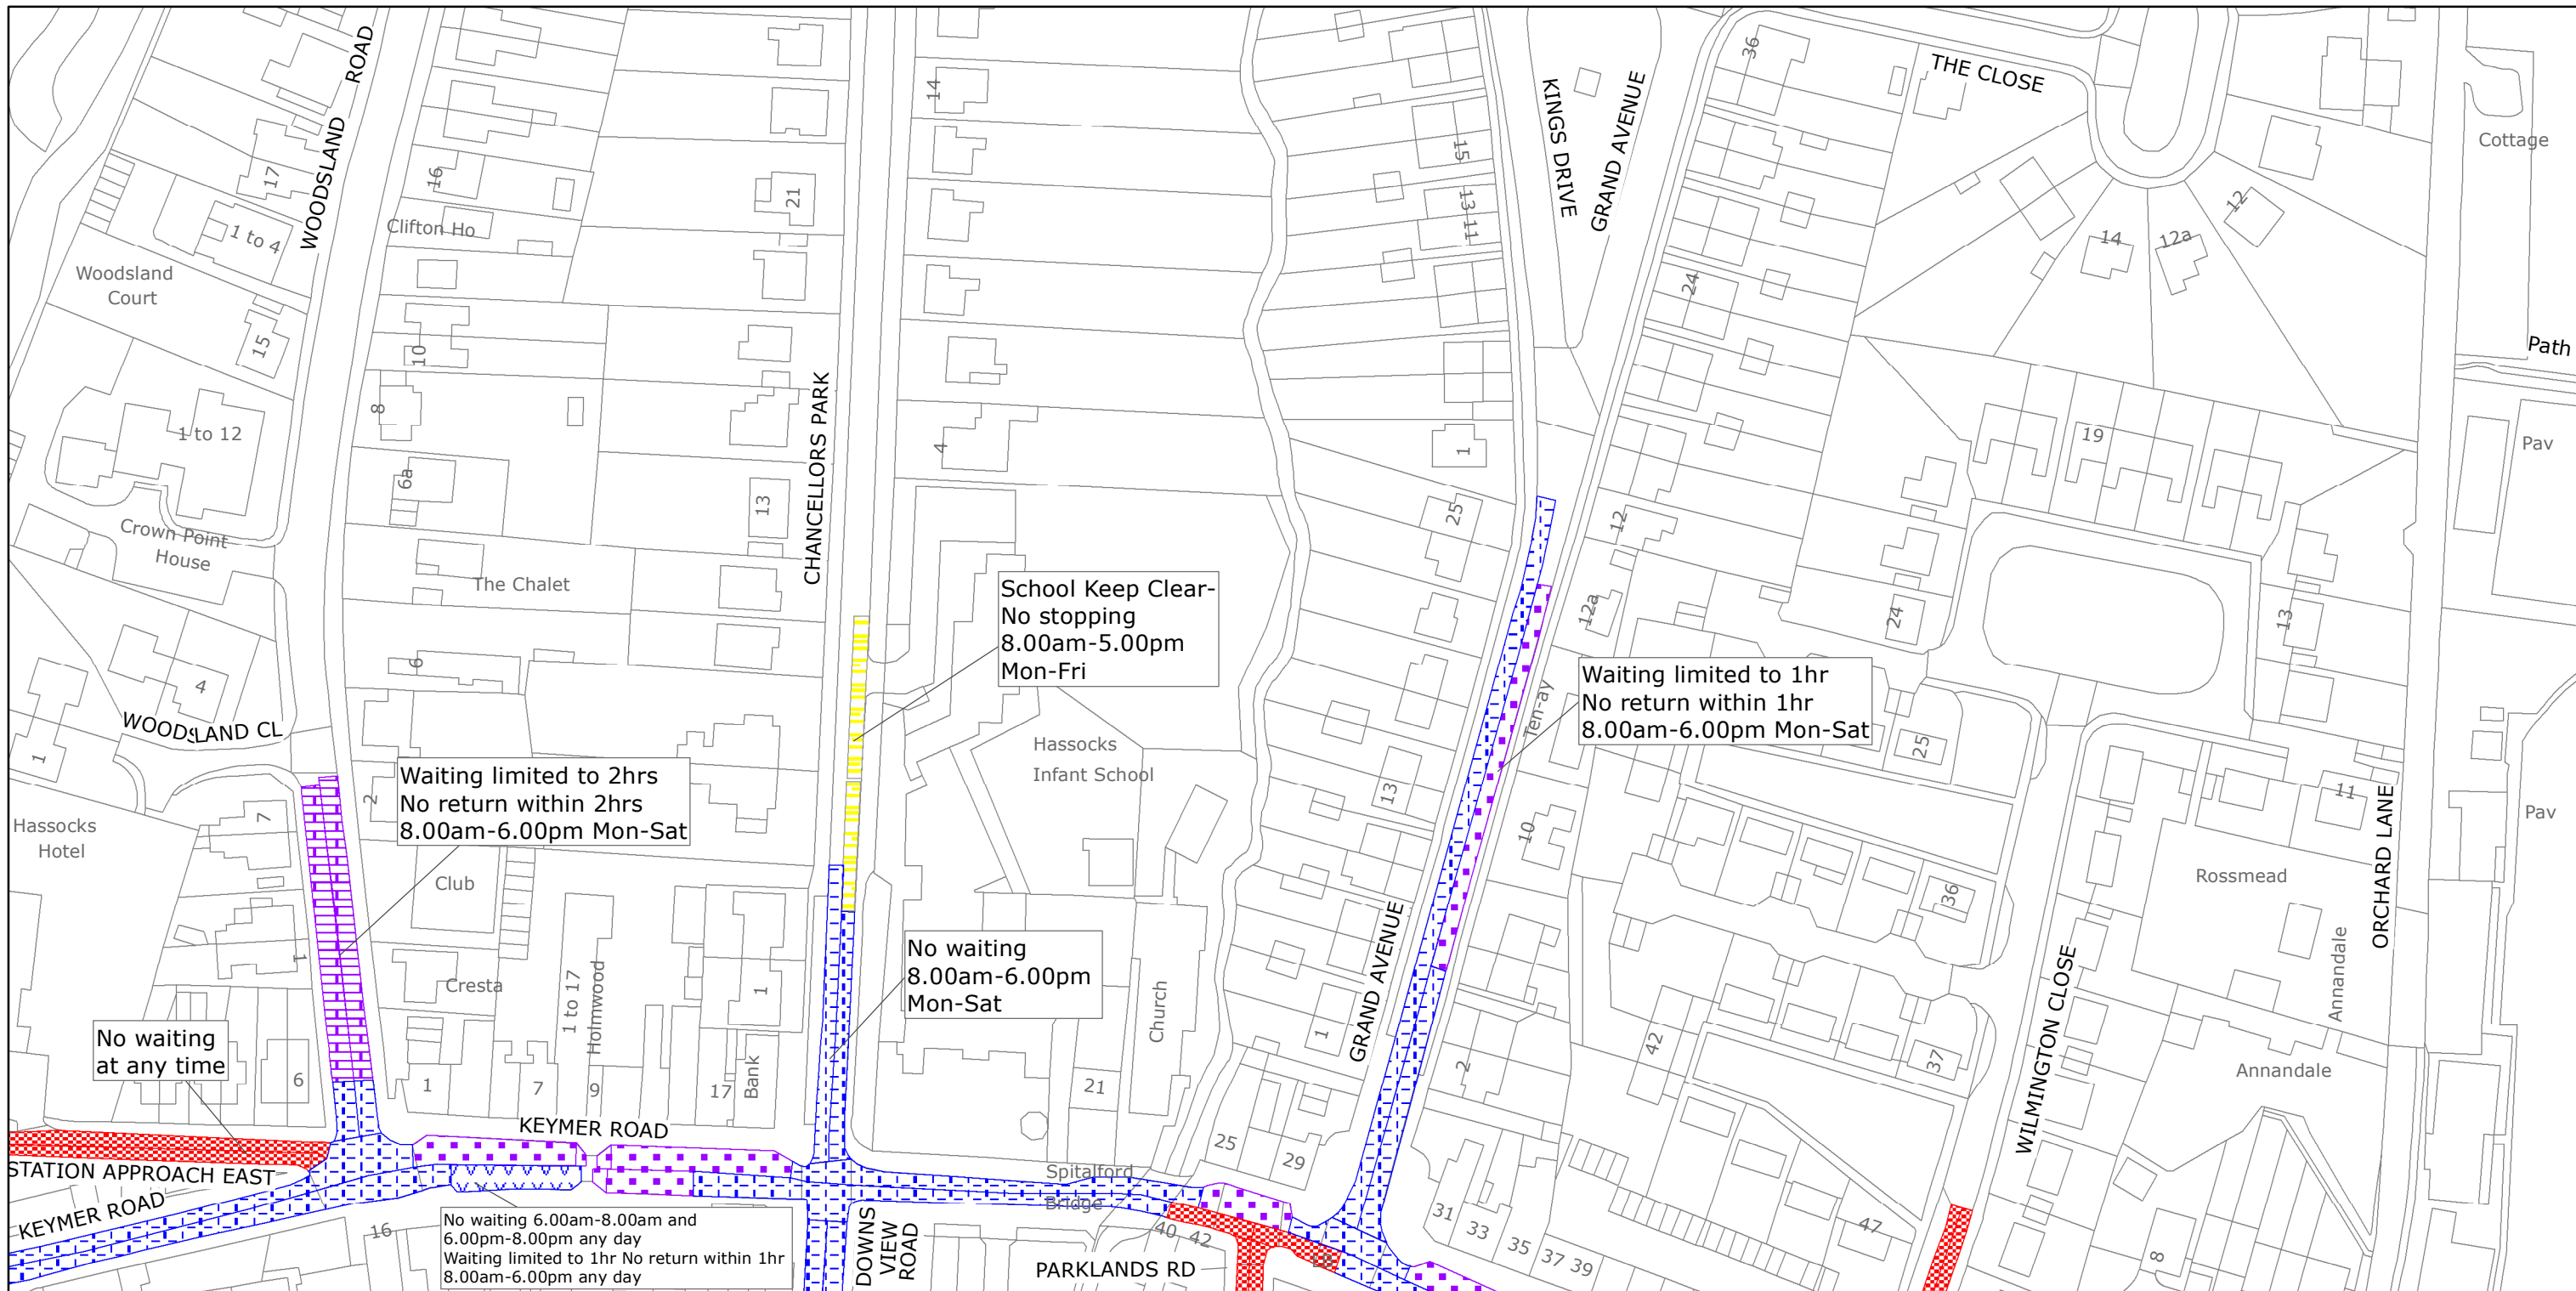 WOODSLAND ROAD
17
1 to 4
Woodsland
Court
15
16
Clifton Ho
10
8
1 to 12
6a
Crown Point
House
The Chalet
6
4
1
WOODSLAND CL
7
2
Hassocks
Hotel
Waiting limited to 2hrs
No return within 2hrs
8.00am-6.00pm Mon-Sat
Club
Cresta
1
6
No waiting
at any time
1
7
9
1 to 17
Holmwood
17
Bank
1
KEYMER ROAD
STATION APPROACH EAST
KEYMER ROAD
16
No waiting 6.00am-8.00am and
6.00pm-8.00pm any day
Waiting limited to 1hr No return within 1hr
8.00am-6.00pm any day
14
21
CHANCELLORS PARK
4
13
School Keep Clear-
No stopping
8.00am-5.00pm
Mon-Fri
Hassocks
Infant School
No waiting
8.00am-6.00pm
Mon-Sat
Church
21
Spitalford
Bridge
DOWNS
VIEW
ROAD
PARKLANDS RD
40
42
25
29
KINGS DRIVE
GRAND AVENUE
15
13
11
1
25
13
1
GRAND AVENUE
36
24
12
12a
Ten-ay
Waiting limited to 1hr
No return within 1hr
8.00am-6.00pm Mon-Sat
10
2
31
33
35
37
39
42
47
37
36
25
24
THE CLOSE
14
12a
12
19
13
11
Cottage
Path
Pav
Pav
ORCHARD LANE
Rossmead
Annandale
Annandale
WILMINGTON CLOSE
8